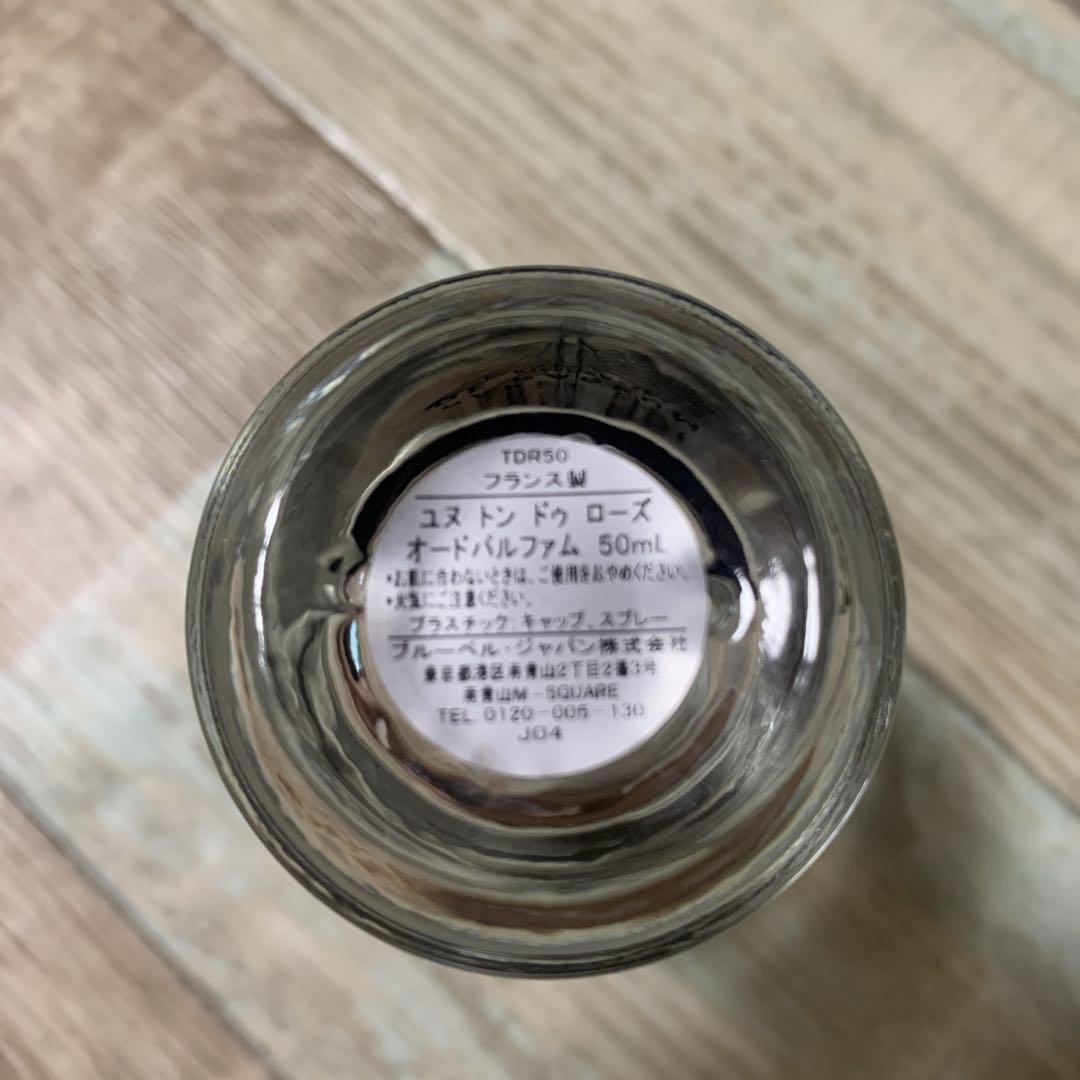 TDR50
フランス製
ユヌ トン ドゥ ローズ
オードパルファム 50mL
•お肌に合わないときは、ご使用をおやめください。
•火気にご注意ください。
プラスチック:キャップ、スプレー
ブルーベル・ジャパン株式会社
東京都港区南青山2丁目2番3号
南青山M-SQUARE
TEL 0120-005-130
J04